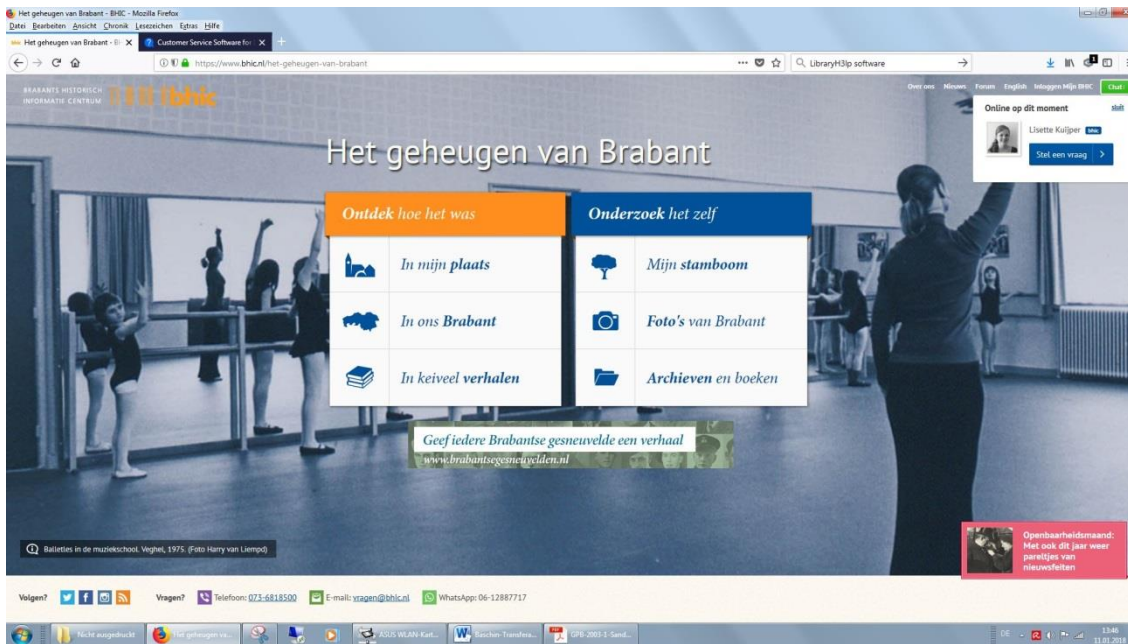 Het geheugen van Brabant - BHIC - Mozilla Firefox
Datei Bearbeiten Ansicht Chronik Lesezeichen Extras Hilfe
Het geheugen van Brabant - B
Customer Service Software for
https://www.bhic.nl/het-geheugen-van-brabant
LibraryH3lp software
BRABANTS HISTORISCH
INFORMATIE CENTRUM
bhic
Over ons Nieuws Forum English Inloggen Mijn BHIC Chat
Online op dit moment
sluit
Lisette Kuijper bhic
Stel een vraag
Het geheugen van Brabant
Ontdek hoe het was
Onderzoek het zelf
In mijn plaats
Mijn stamboom
In ons Brabant
Foto's van Brabant
In keiveel verhalen
Archieven en boeken
Geef iedere Brabantse gesneuvelde een verhaal
www.brabantsegesneuvelden.nl
Balletles in de muziekschool. Veghel, 1975. (Foto Harry van Liempd)
Openbaarheidsmaand:
Met ook dit jaar weer
pareltjes van
nieuwsfeiten
Volgen?
Vragen?
Telefoon: 073-6818500
E-mail: vragen@bhic.nl
WhatsApp: 06-12887717
Nicht ausgedruckt
Het geheugen va...
ASUS WLAN-Kart...
Raschin-Transfera...
GPB-2003-1-Sand...
DE
13:46
11.01.2018